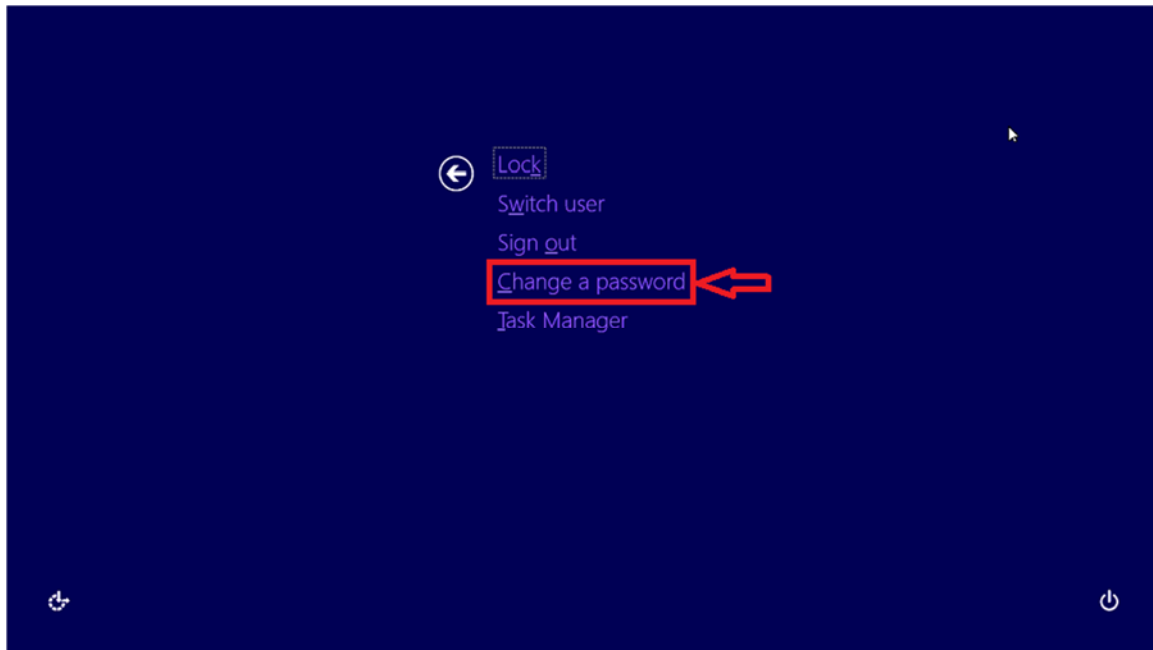 Lock
Switch user
Sign out
Change a password
Task Manager